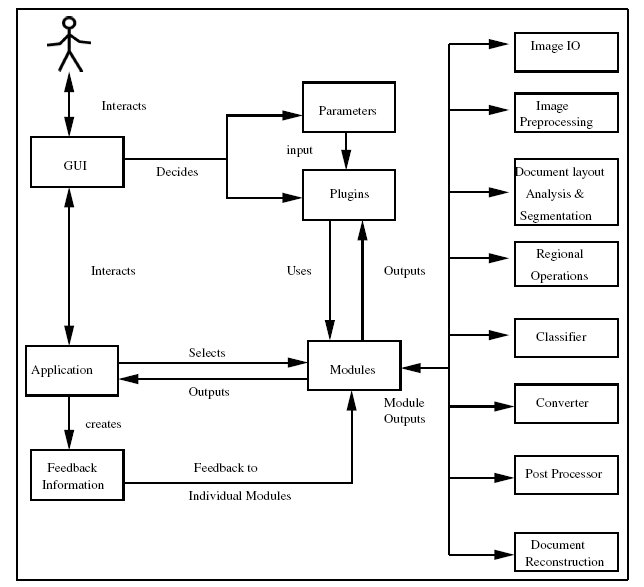 Interacts
GUI
Decides
Parameters
input
Plugins
Interacts
Uses
Outputs
Application
Selects
Outputs
Modules
Module
Outputs
creates
Feedback
Information
Feedback to
Individual Modules
Image IO
Image
Preprocessing
Document layout
Analysis &
Segmentation
Regional
Operations
Classifier
Converter
Post Processor
Document
Reconstruction